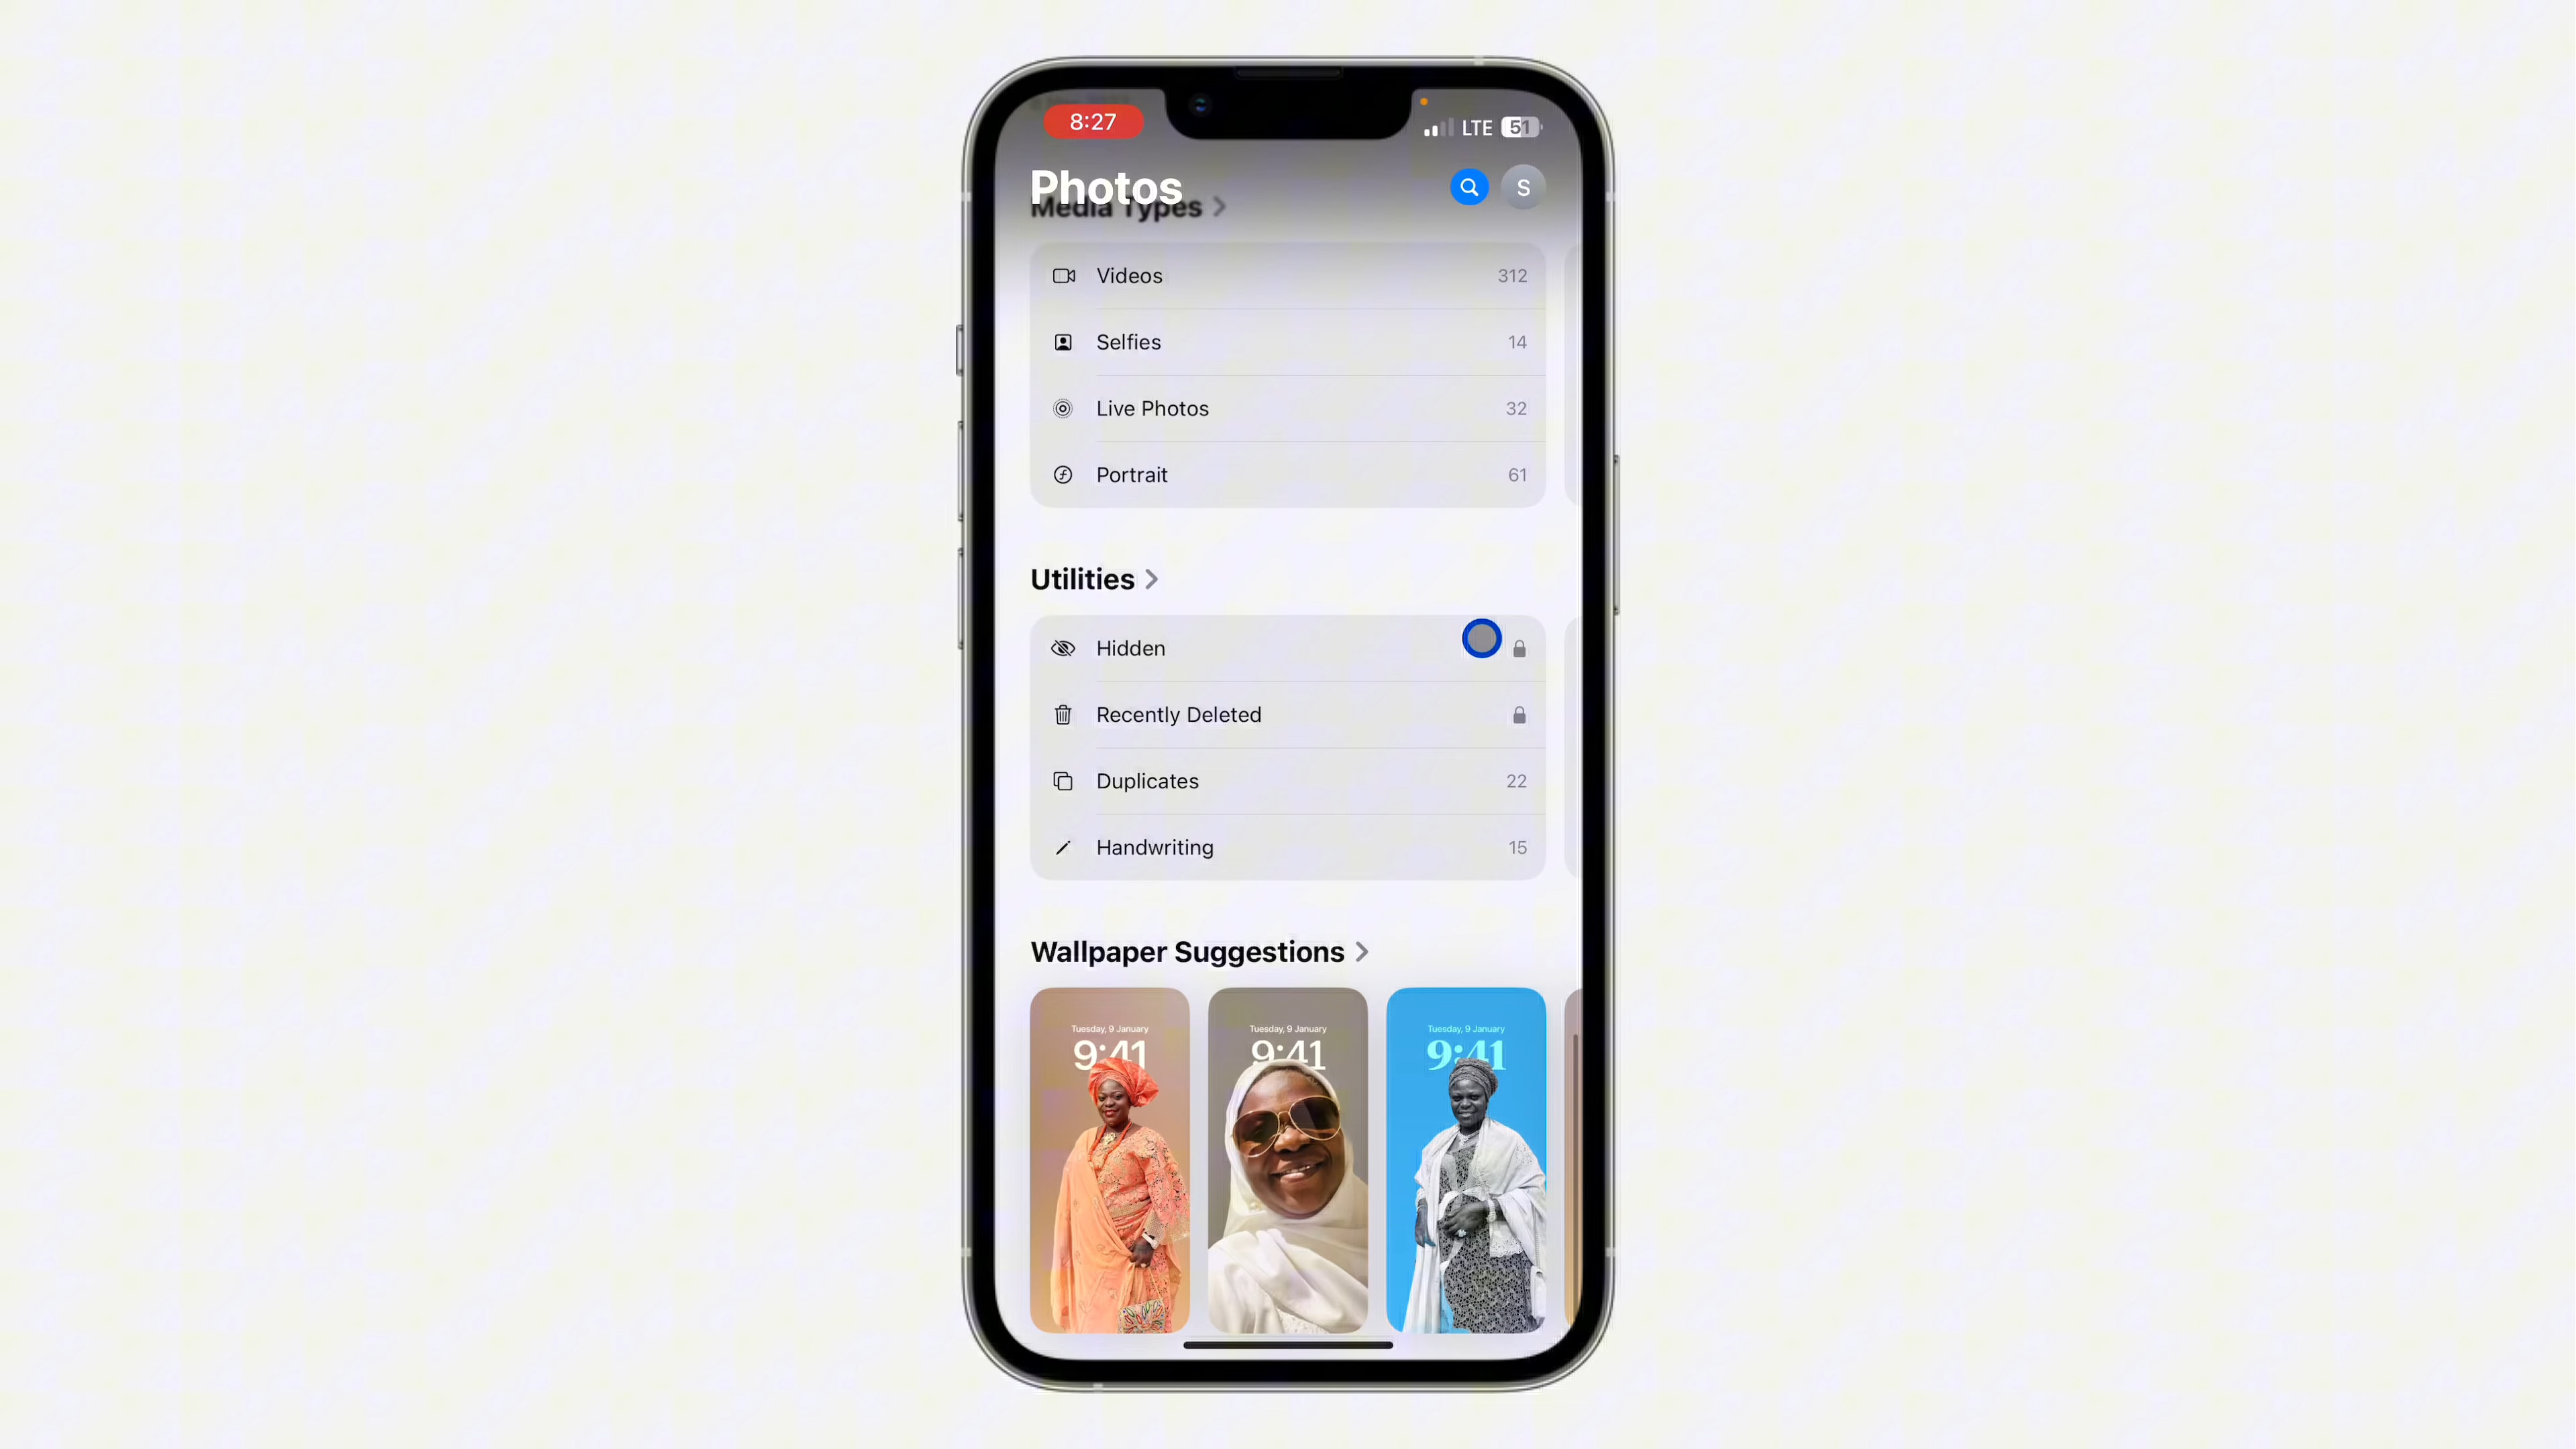 8:27
LTE 51
Photos
S
Media Types
Videos 312
Selfies 14
Live Photos 32
Portrait 61
Utilities
Hidden
Recently Deleted
Duplicates 22
Handwriting 15
Wallpaper Suggestions
Tuesday, 9 January
9:41
Tuesday, 9 January
9:41
Tuesday, 9 January
9:41